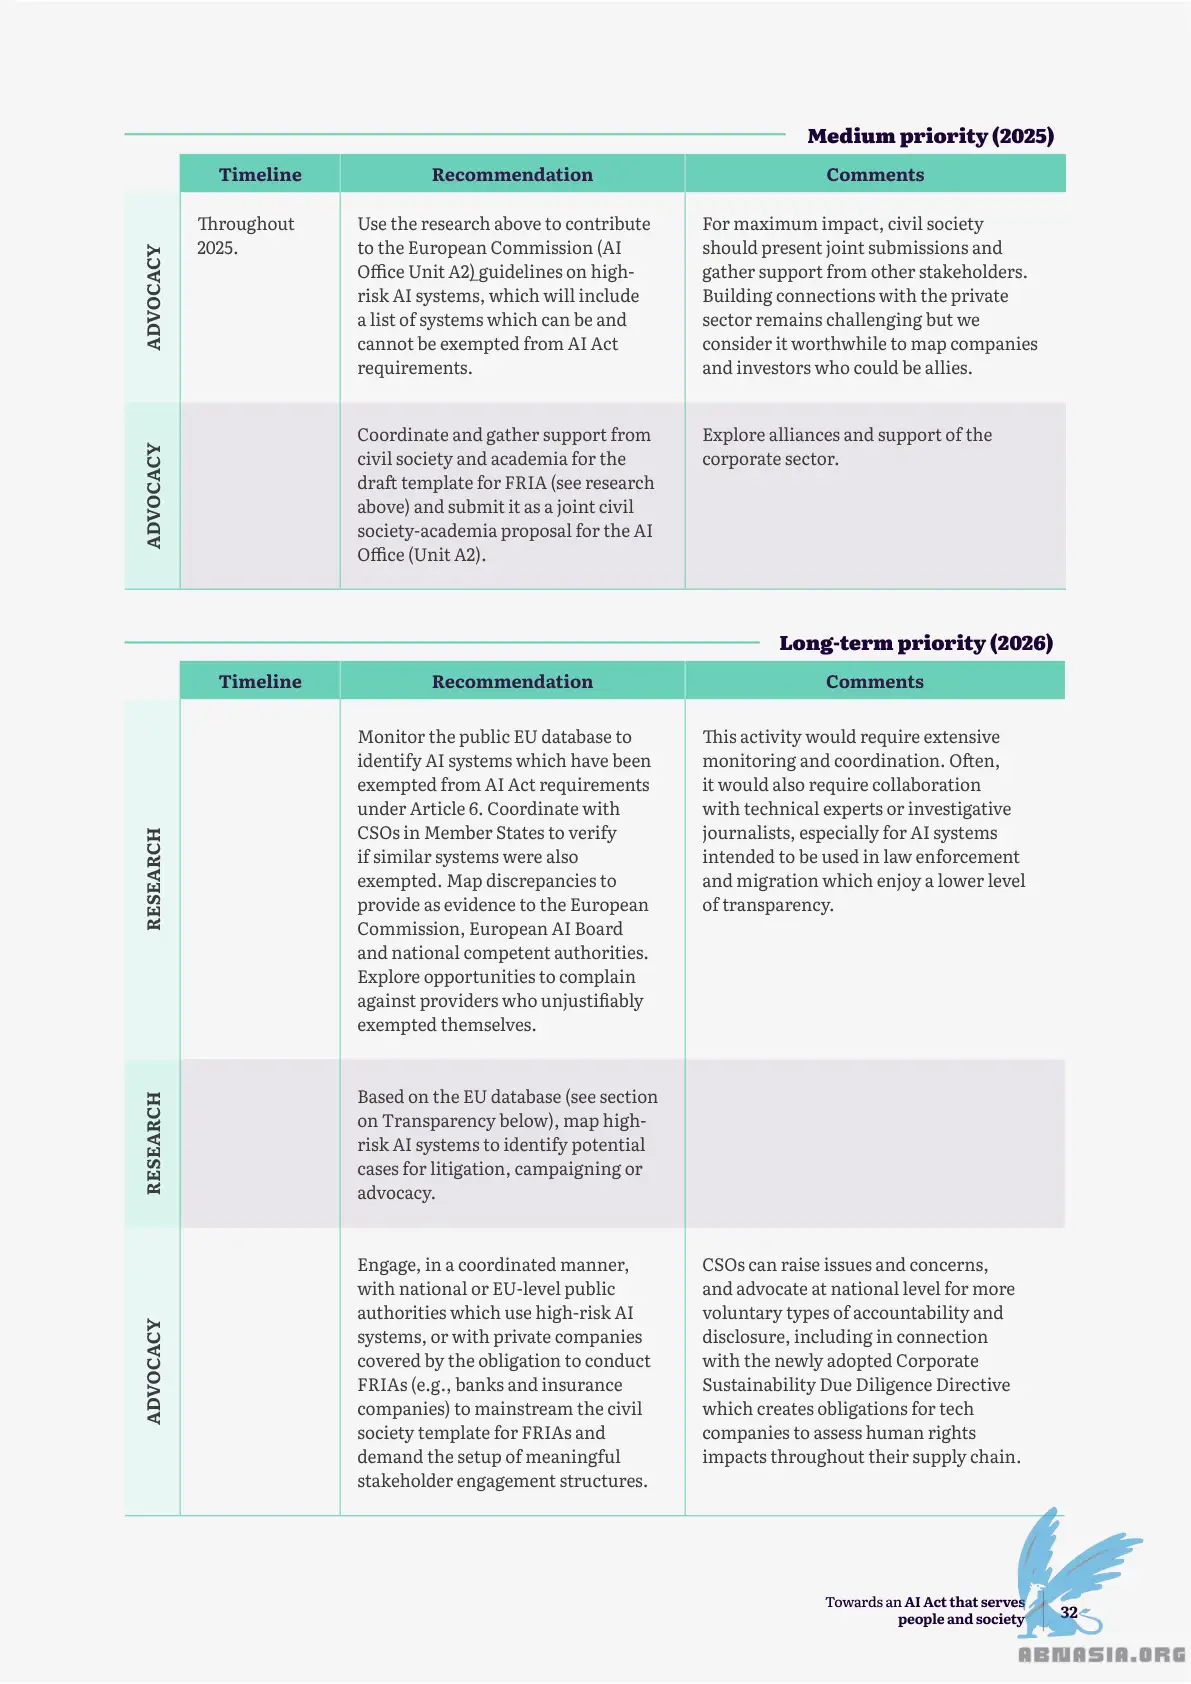 Medium priority (2025)
Timeline
Recommendation
Comments
ADVOCACY
Throughout
2025.
Use the research above to contribute
to the European Commission (AI
Office Unit A2) guidelines on high-
risk AI systems, which will include
a list of systems which can be and
cannot be exempted from AI Act
requirements.
For maximum impact, civil society
should present joint submissions and
gather support from other stakeholders.
Building connections with the private
sector remains challenging but we
consider it worthwhile to map companies
and investors who could be allies.
ADVOCACY
Coordinate and gather support from
civil society and academia for the
draft template for FRIA (see research
above) and submit it as a joint civil
society-academia proposal for the AI
Office (Unit A2).
Explore alliances and support of the
corporate sector.
Long-term priority (2026)
Timeline
Recommendation
Comments
RESEARCH
Monitor the public EU database to
identify AI systems which have been
exempted from AI Act requirements
under Article 6. Coordinate with
CSOs in Member States to verify
if similar systems were also
exempted. Map discrepancies to
provide as evidence to the European
Commission, European AI Board
and national competent authorities.
Explore opportunities to complain
against providers who unjustifiably
exempted themselves.
This activity would require extensive
monitoring and coordination. Often,
it would also require collaboration
with technical experts or investigative
journalists, especially for AI systems
intended to be used in law enforcement
and migration which enjoy a lower level
of transparency.
RESEARCH
Based on the EU database (see section
on Transparency below), map high-
risk AI systems to identify potential
cases for litigation, campaigning or
advocacy.
ADVOCACY
Engage, in a coordinated manner,
with national or EU-level public
authorities which use high-risk AI
systems, or with private companies
covered by the obligation to conduct
FRIAs (e.g., banks and insurance
companies) to mainstream the civil
society template for FRIAs and
demand the setup of meaningful
stakeholder engagement structures.
CSOs can raise issues and concerns,
and advocate at national level for more
voluntary types of accountability and
disclosure, including in connection
with the newly adopted Corporate
Sustainability Due Diligence Directive
which creates obligations for tech
companies to assess human rights
impacts throughout their supply chain.
Towards an AI Act that serves
people and society
32
ABNASIA.ORG